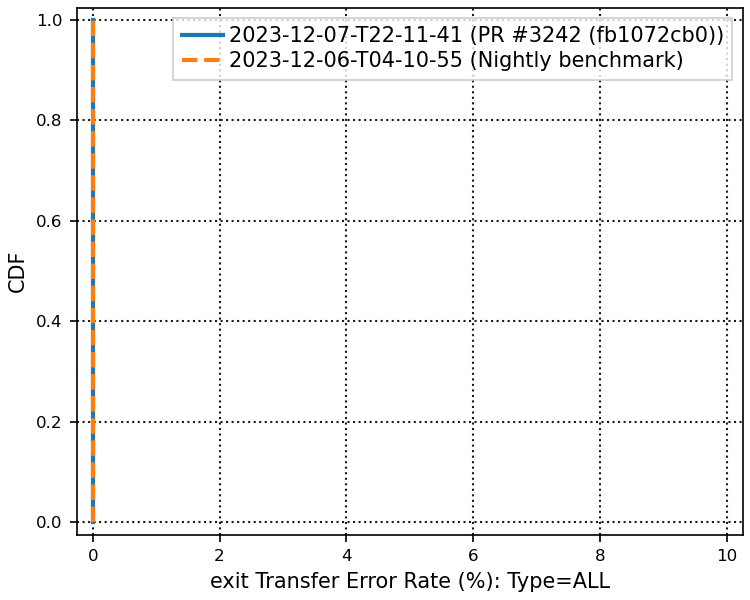 2023-12-07-T22-11-41 (PR #3242 (fb1072cb0))
2023-12-06-T04-10-55 (Nightly benchmark)
1.0
0.8
0.6
0.4
0.2
0.0
CDF
0 2 4 6 8 10
exit Transfer Error Rate (%): Type=ALL